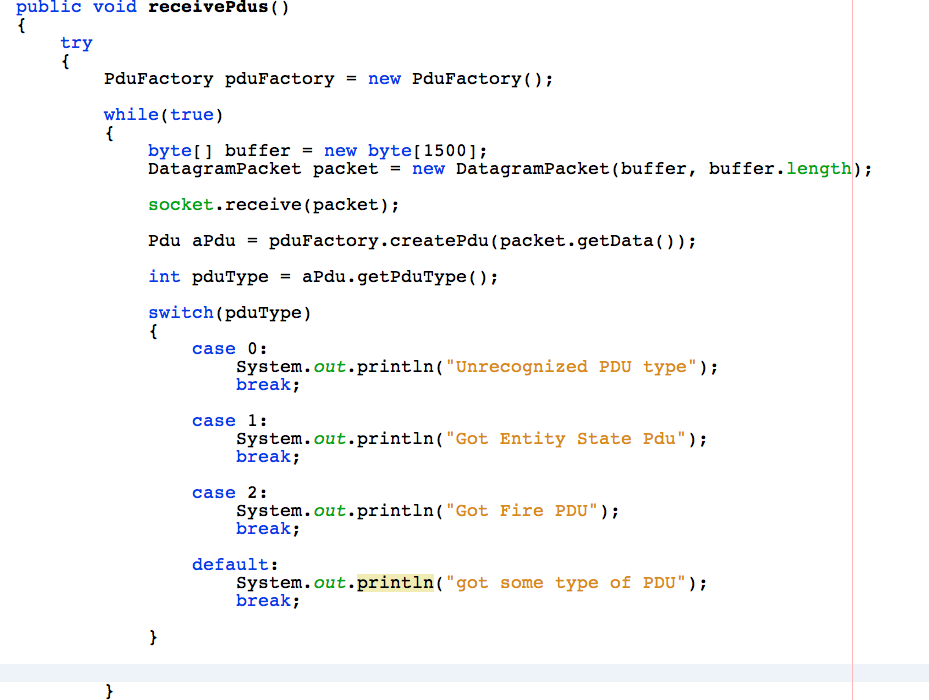 public void receivePdus()
{
    try
    {
        PduFactory pduFactory = new PduFactory();
        while(true)
        {
            byte[] buffer = new byte[1500];
            DatagramPacket packet = new DatagramPacket(buffer, buffer.length);
            socket.receive(packet);
            Pdu aPdu = pduFactory.createPdu(packet.getData());
            int pduType = aPdu.getPduType();
            switch(pduType)
            {
                case 0:
                    System.out.println("Unrecognized PDU type");
                    break;
                case 1:
                    System.out.println("Got Entity State Pdu");
                    break;
                case 2:
                    System.out.println("Got Fire PDU");
                    break;
                default:
                    System.out.println("got some type of PDU");
                    break;
            }
        }